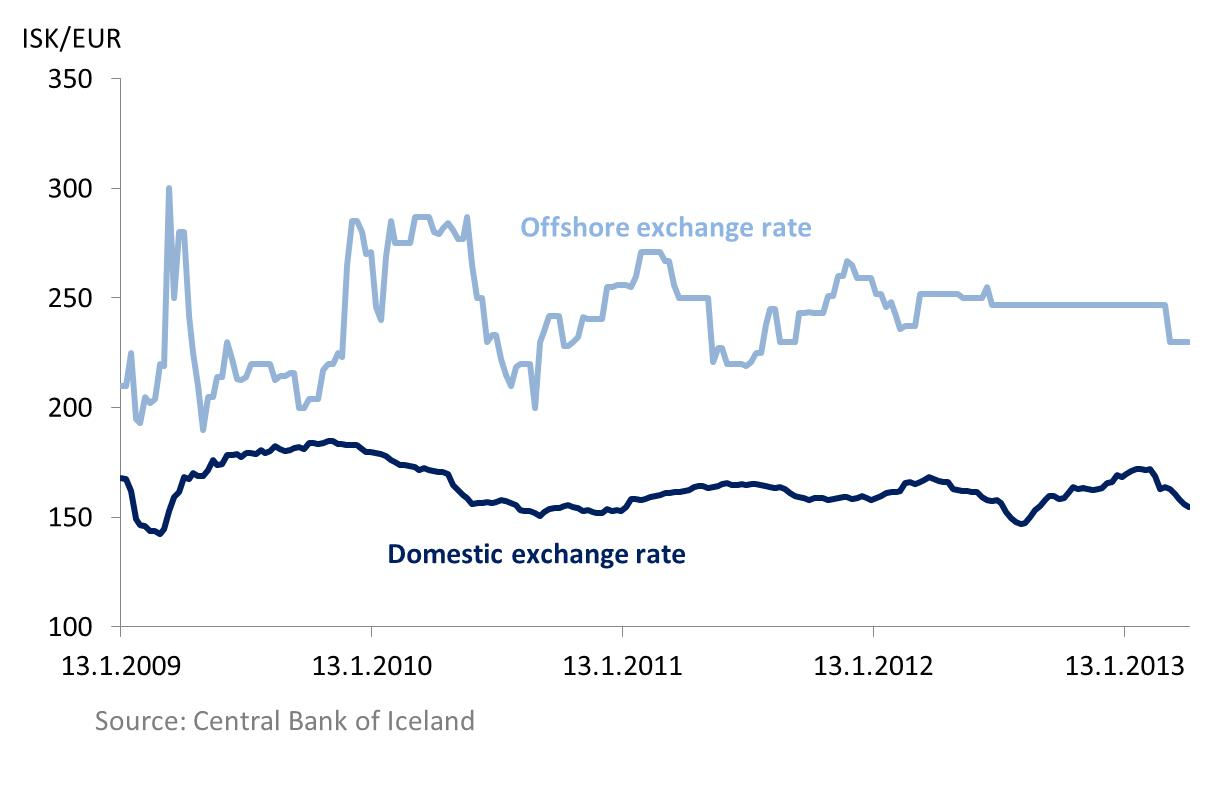 ISK/EUR
350
300
Offshore exchange rate
250
200
150
Domestic exchange rate
100
13.1.2009 13.1.2010 13.1.2011 13.1.2012 13.1.2013
Source: Central Bank of Iceland